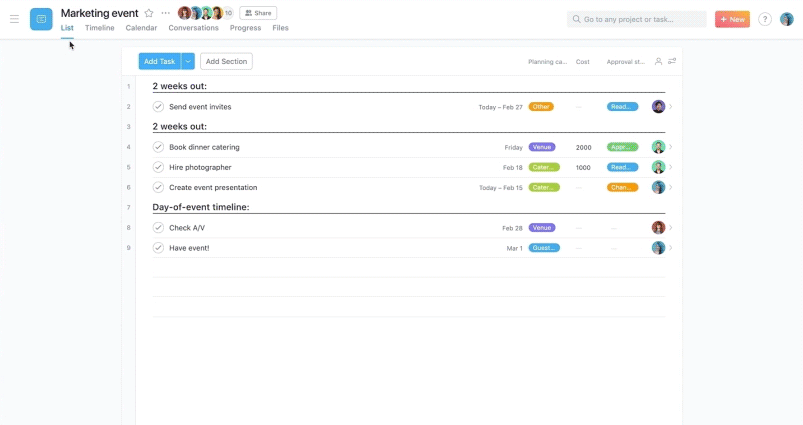 Marketing event
10
Share
Go to any project or task...
+ New
?
List Timeline Calendar Conversations Progress Files
Add Task Add Section Planning ca... Cost Approval st...
1 2 weeks out:
2 Send event invites Today – Feb 27 Other — Read...
3 2 weeks out:
4 Book dinner catering Friday Venue 2000 Appr...
5 Hire photographer Feb 18 Cater... 1000 Read...
6 Create event presentation Today – Feb 15 Cater... — Chan...
7 Day-of-event timeline:
8 Check A/V Feb 28 Venue — —
9 Have event! Mar 1 Guest... — —